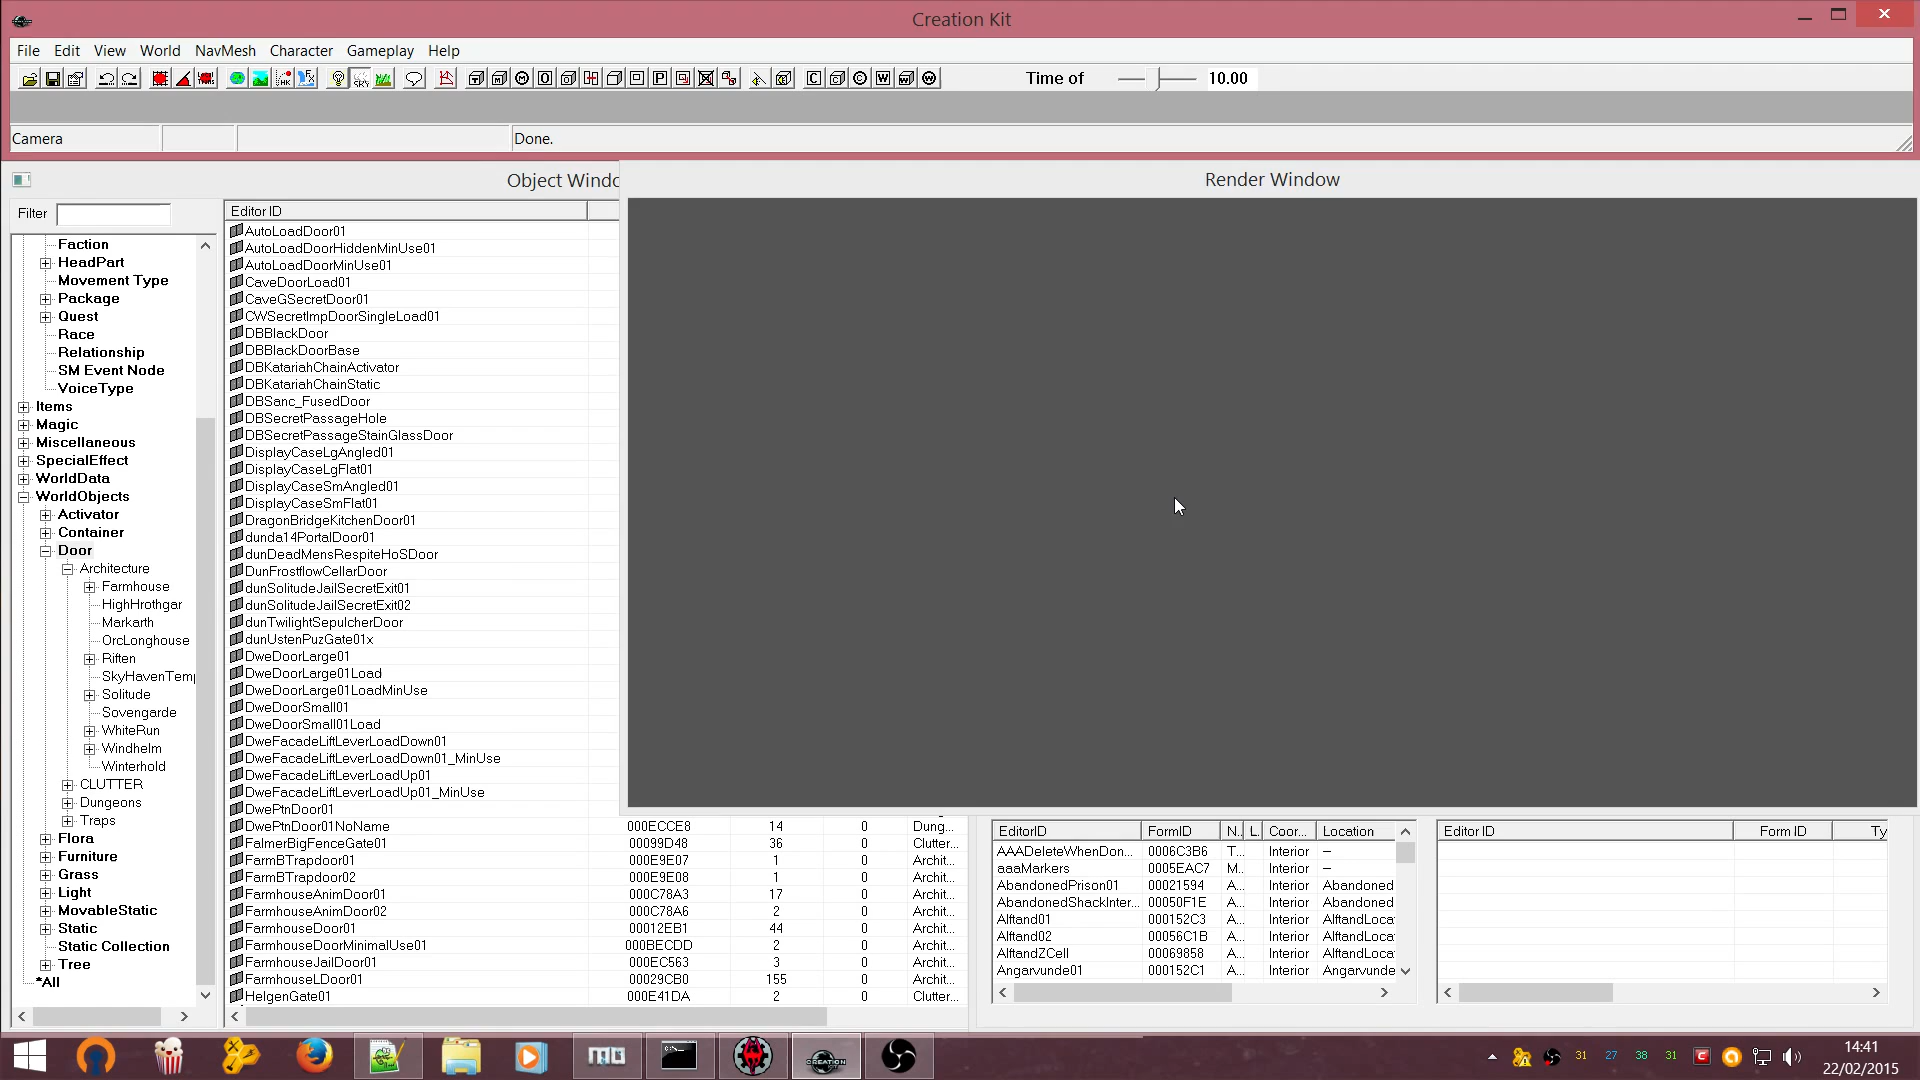 Creation Kit
File Edit View World NavMesh Character Gameplay Help
Time of 10.00
Camera Done.
Object Windo
Render Window
Filter
Faction
HeadPart
Movement Type
Package
Quest
Race
Relationship
SM Event Node
VoiceType
Items
Magic
Miscellaneous
SpecialEffect
WorldData
WorldObjects
Activator
Container
Door
Architecture
Farmhouse
HighHrothgar
Markarth
OrcLonghouse
Riften
SkyHavenTemp
Solitude
Sovengarde
WhiteRun
Windhelm
Winterhold
CLUTTER
Dungeons
Traps
Flora
Furniture
Grass
Light
MovableStatic
Static
Static Collection
Tree
*All
Editor ID
AutoLoadDoor01
AutoLoadDoorHiddenMinUse01
AutoLoadDoorMinUse01
CaveDoorLoad01
CaveGSecretDoor01
CWSecretImpDoorSingleLoad01
DBBlackDoor
DBBlackDoorBase
DBKatariahChainActivator
DBKatariahChainStatic
DBSanc_FusedDoor
DBSecretPassageHole
DBSecretPassageStainGlassDoor
DisplayCaseLgAngled01
DisplayCaseLgFlat01
DisplayCaseSmAngled01
DisplayCaseSmFlat01
DragonBridgeKitchenDoor01
dunda14PortalDoor01
dunDeadMensRespiteHoSDoor
DunFrostflowCellarDoor
dunSolitudeJailSecretExit01
dunSolitudeJailSecretExit02
dunTwilightSepulcherDoor
dunUstenPuzGate01x
DweDoorLarge01
DweDoorLarge01Load
DweDoorLarge01LoadMinUse
DweDoorSmall01
DweDoorSmall01Load
DweFacadeLiftLeverLoadDown01
DweFacadeLiftLeverLoadDown01_MinUse
DweFacadeLiftLeverLoadUp01
DweFacadeLiftLeverLoadUp01_MinUse
DwePtnDoor01
DwePtnDoor01NoName 000ECCE8 14 0 Dung...
FalmerBigFenceGate01 00099D48 36 0 Clutter...
FarmBTrapdoor01 000E9E07 1 0 Archit...
FarmBTrapdoor02 000E9E08 1 0 Archit...
FarmhouseAnimDoor01 000C78A3 17 0 Archit...
FarmhouseAnimDoor02 000C78A6 2 0 Archit...
FarmhouseDoor01 00012EB1 44 0 Archit...
FarmhouseDoorMinimalUse01 000BECDD 2 0 Archit...
FarmhouseJailDoor01 000EC563 3 0 Archit...
FarmhouseLDoor01 00029CB0 155 0 Archit...
HelgenGate01 000E41DA 2 0 Clutter...
EditorID FormID N.. L. Coor... Location
AAADeleteWhenDon... 0006C3B6 T... Interior –
aaaMarkers 0005EAC7 M.. Interior –
AbandonedPrison01 00021594 A... Interior Abandoned
AbandonedShackInter... 00050F1E A... Interior Abandoned
Alftand01 000152C3 A... Interior AlftandLoca
Alftand02 00056C1B A... Interior AlftandLoca
AlftandZCell 00069858 A... Interior AlftandLoca
Angarvunde01 000152C1 A... Interior Angarvunde
Editor ID Form ID Ty
CREATION
31 27 38 31
14:41
22/02/2015